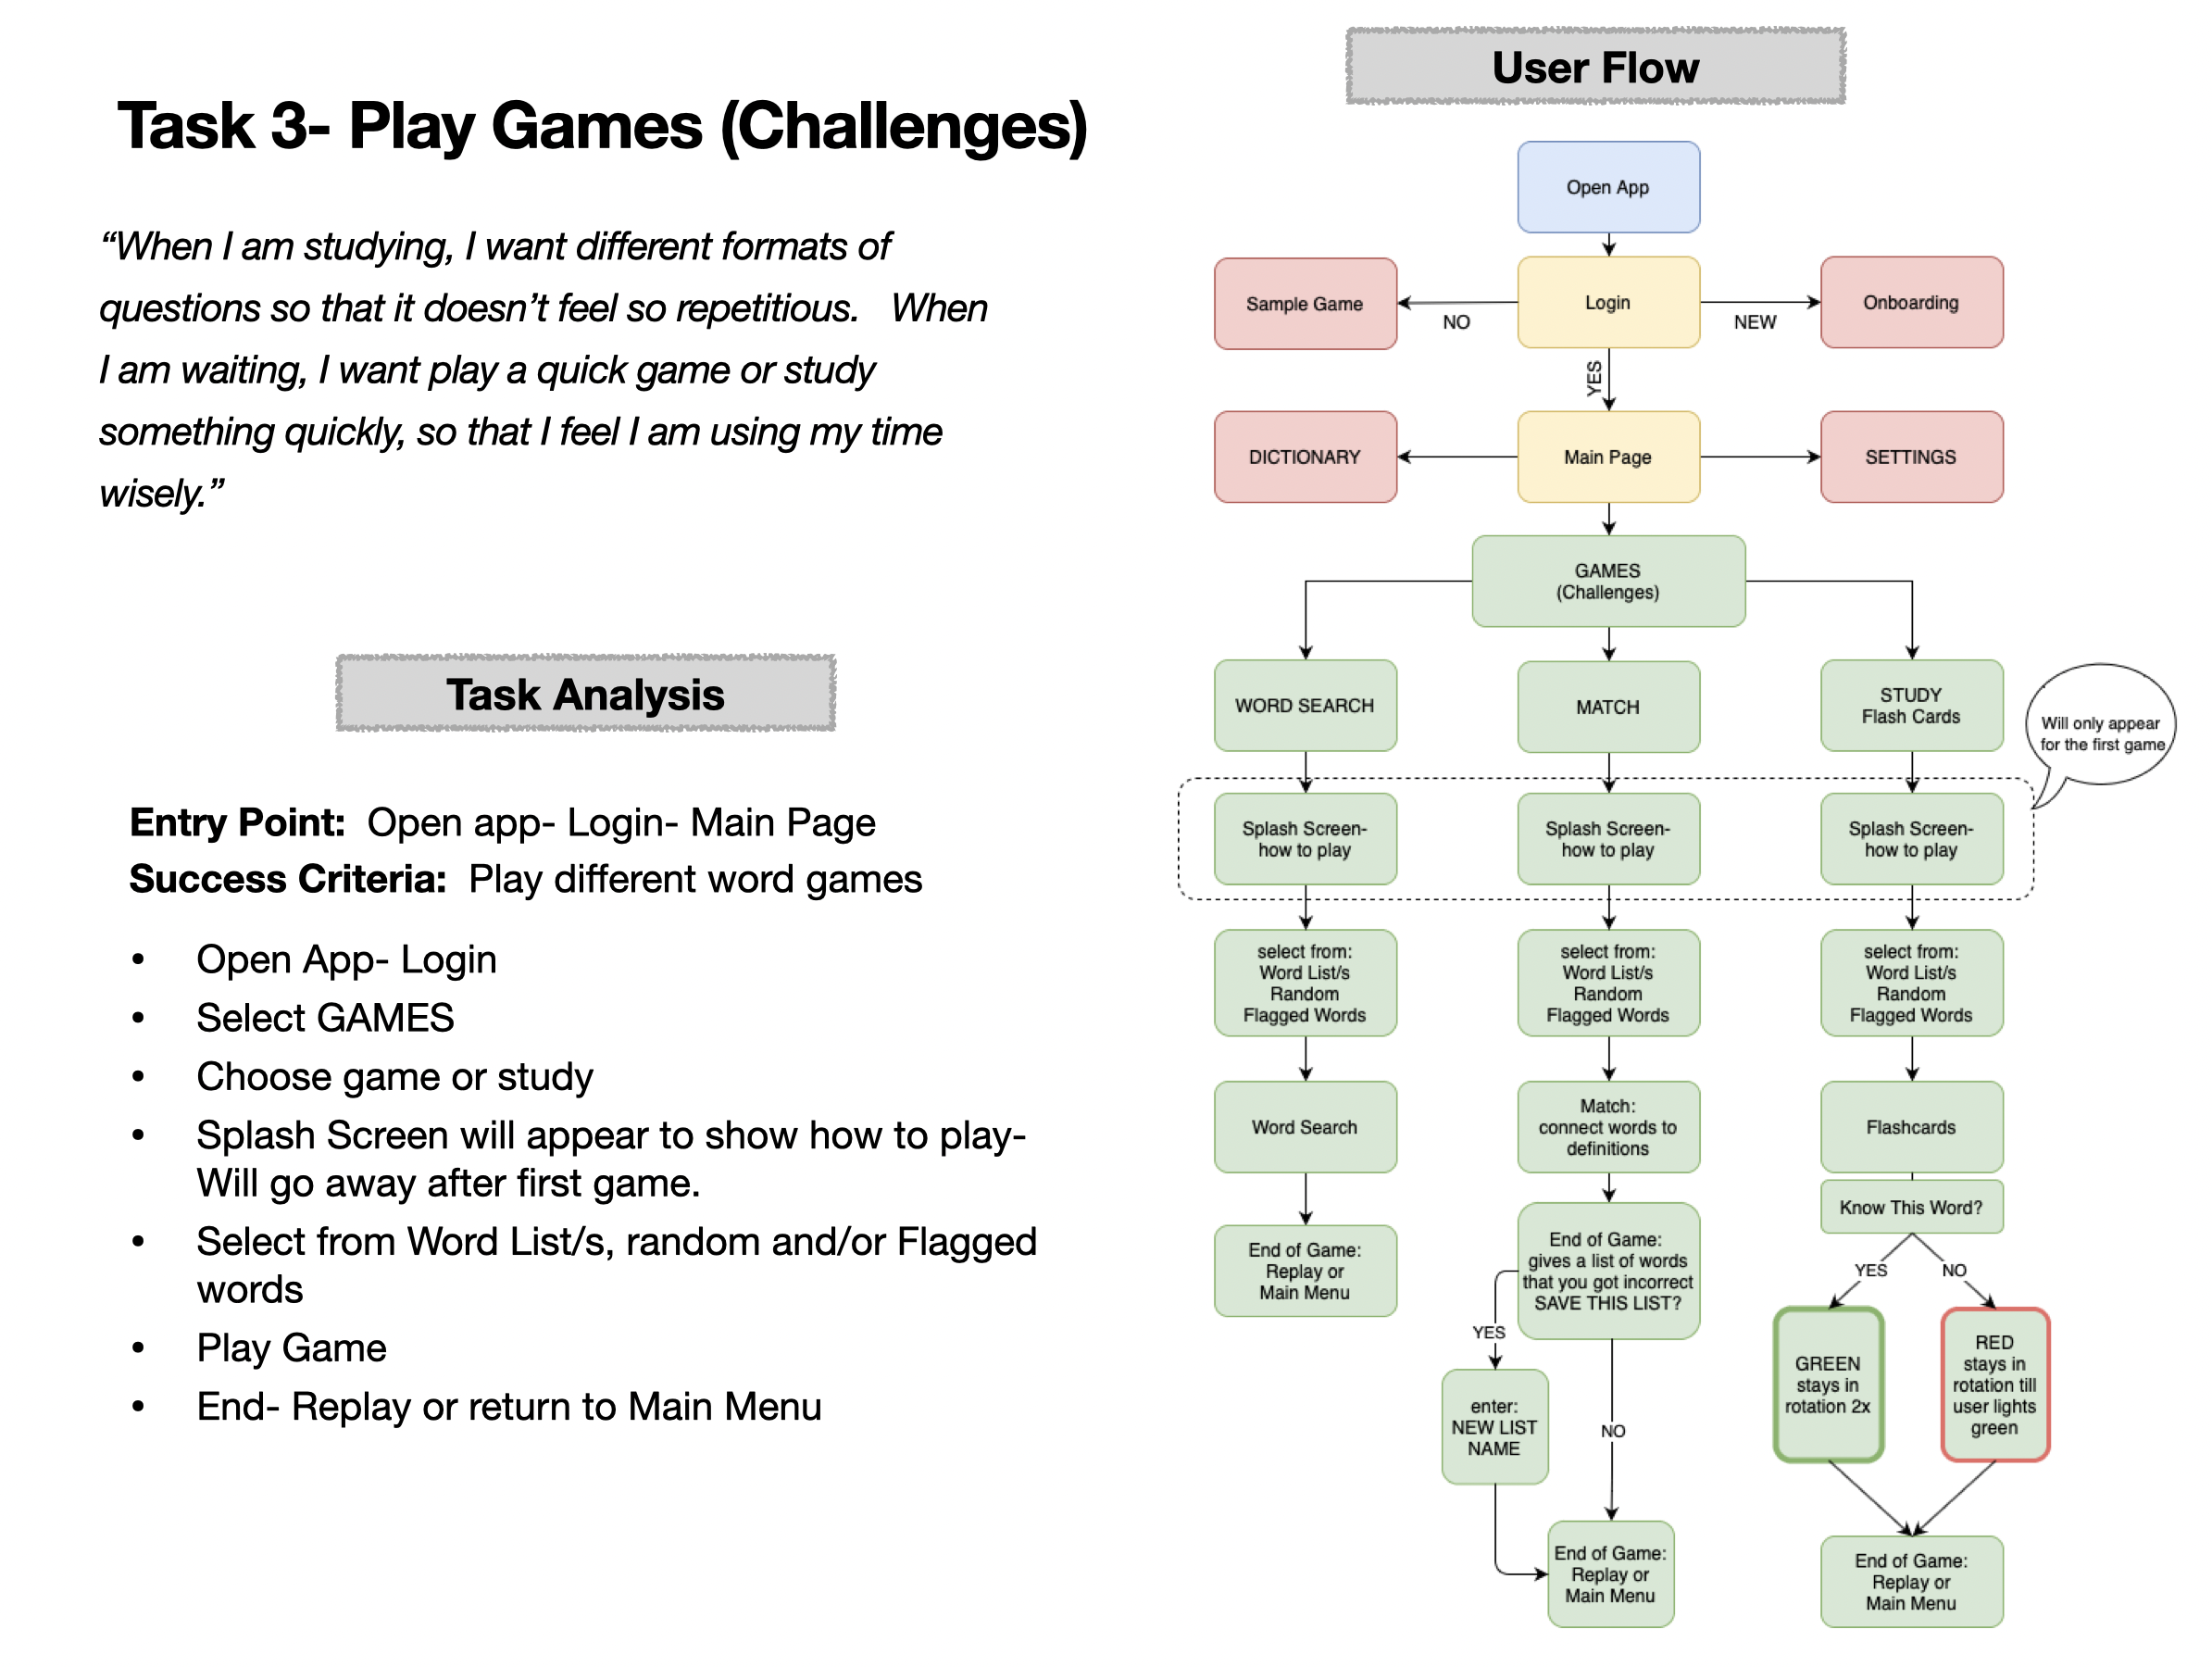 Task 3- Play Games (Challenges)
“When I am studying, I want different formats of
questions so that it doesn’t feel so repetitious.   When
I am waiting, I want play a quick game or study
something quickly, so that I feel I am using my time
wisely.”
Task Analysis
Entry Point:  Open app- Login- Main Page
Success Criteria:  Play different word games
• Open App- Login
• Select GAMES
• Choose game or study
• Splash Screen will appear to show how to play-
Will go away after first game.
• Select from Word List/s, random and/or Flagged
words
• Play Game
• End- Replay or return to Main Menu
User Flow
Open App
Sample Game
NO
Login
NEW
Onboarding
YES
DICTIONARY
Main Page
SETTINGS
GAMES
(Challenges)
WORD SEARCH
MATCH
STUDY
Flash Cards
Will only appear
for the first game
Splash Screen-
how to play
Splash Screen-
how to play
Splash Screen-
how to play
select from:
Word List/s
Random
Flagged Words
select from:
Word List/s
Random
Flagged Words
select from:
Word List/s
Random
Flagged Words
Word Search
Match:
connect words to
definitions
Flashcards
Know This Word?
End of Game:
Replay or
Main Menu
End of Game:
gives a list of words
that you got incorrect
SAVE THIS LIST?
YES
NO
YES
enter:
NEW LIST
NAME
NO
GREEN
stays in
rotation 2x
RED
stays in
rotation till
user lights
green
End of Game:
Replay or
Main Menu
End of Game:
Replay or
Main Menu